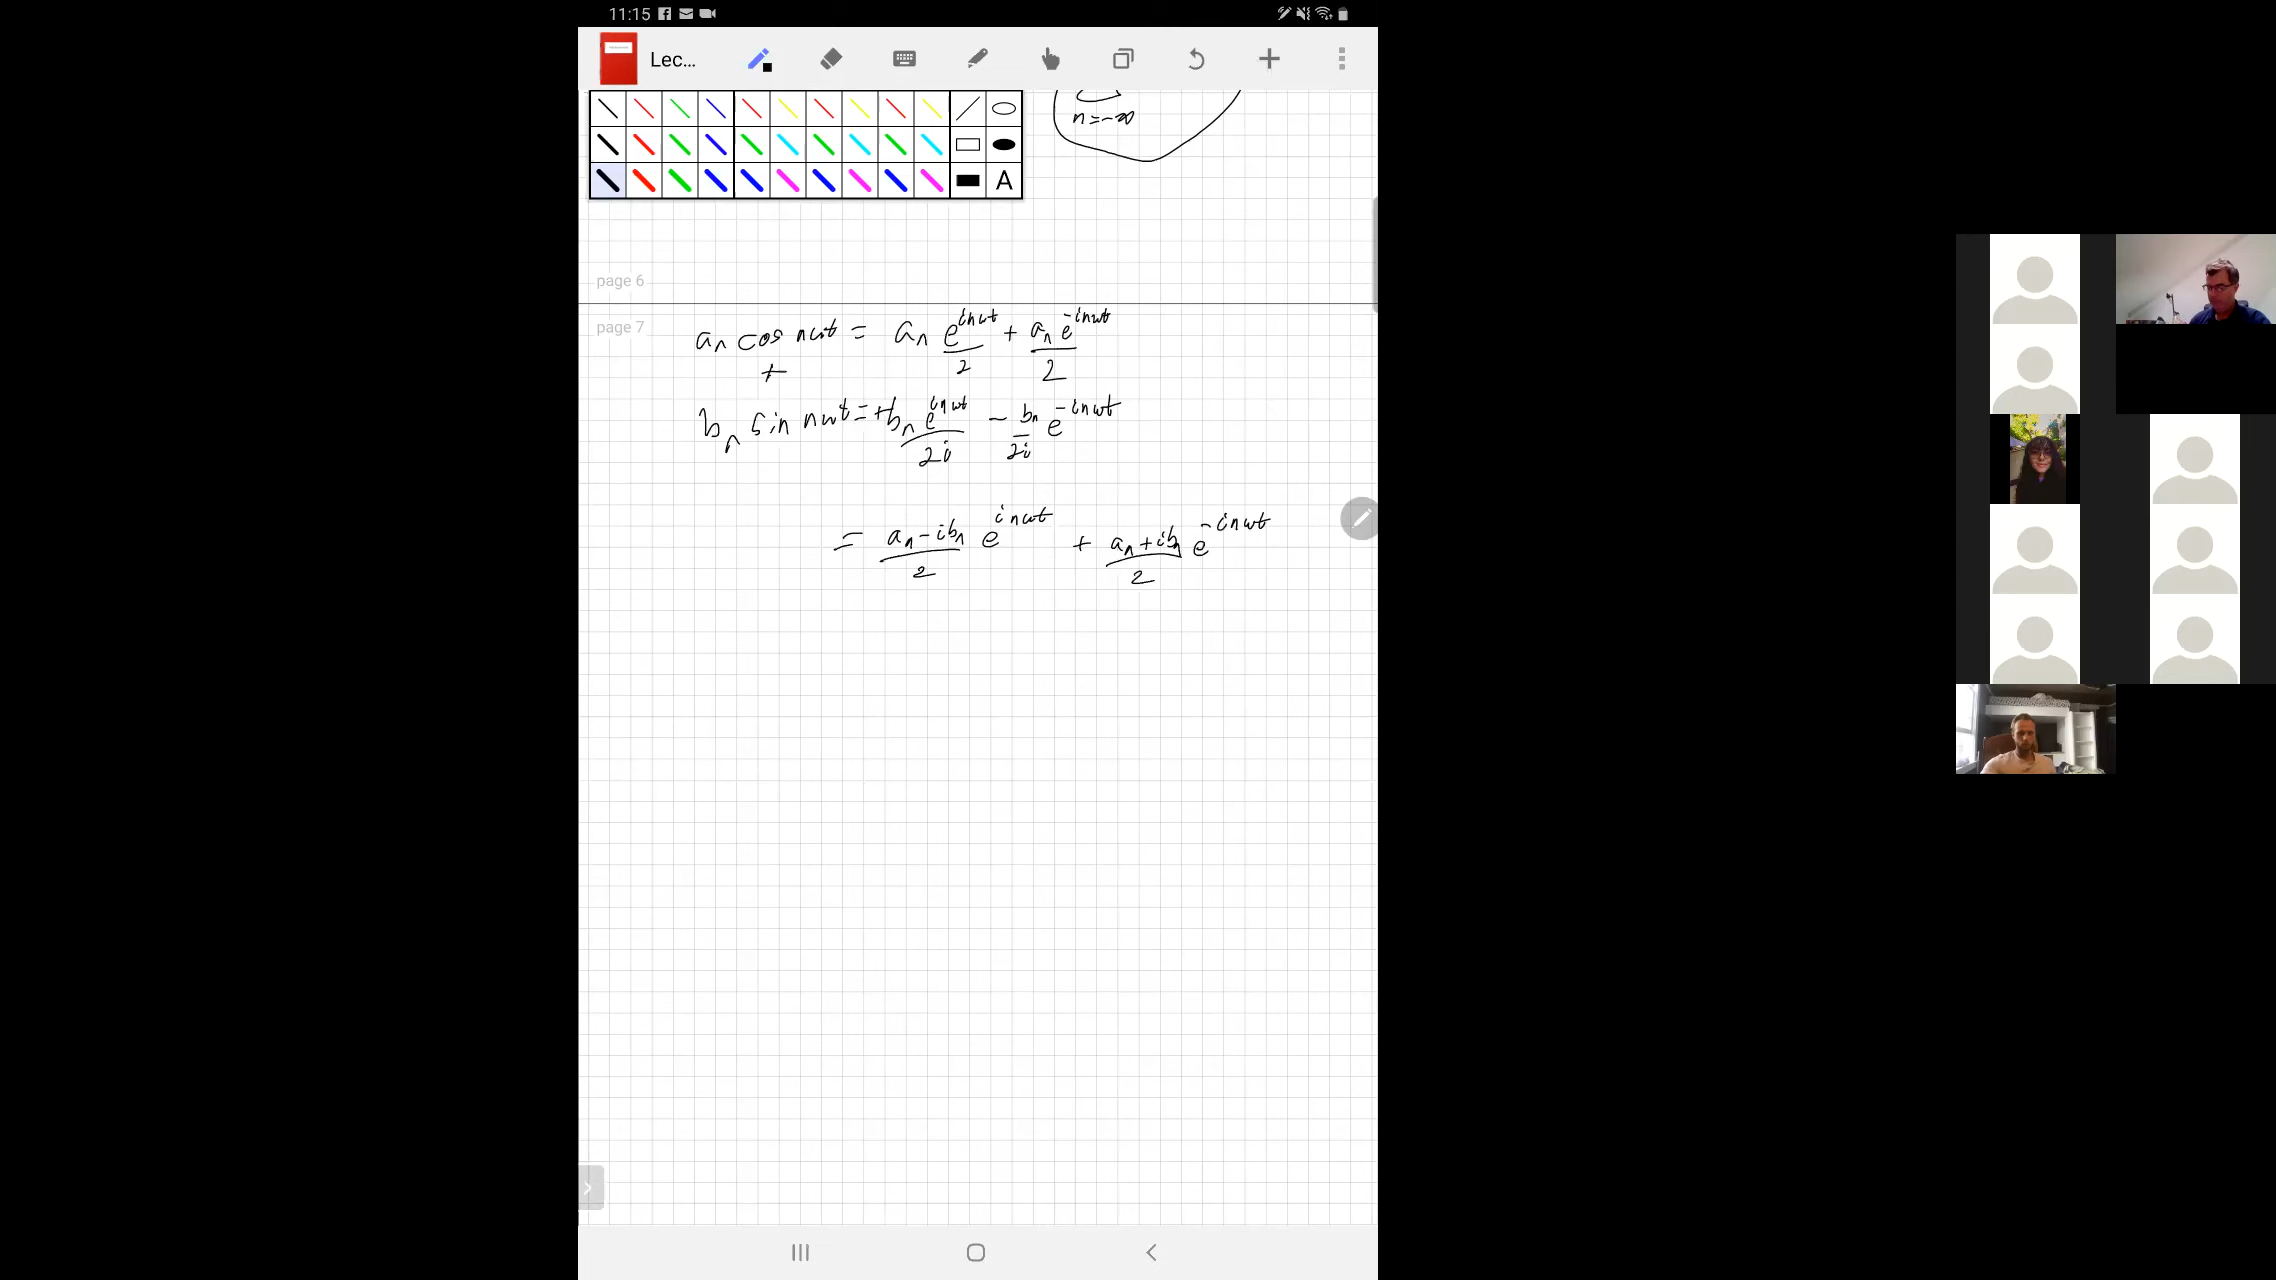 11:15
Lec...
n=-∞
A
page 6
page 7
aₙ cos nωt = aₙ e^{inωt}/2 + aₙ e^{-inωt}/2
+
bₙ sin nωt = +bₙ e^{inωt}/2i - bₙ/2i e^{-inωt}
= (aₙ - ibₙ)/2 e^{inωt} + (aₙ + ibₙ)/2 e^{-inωt}